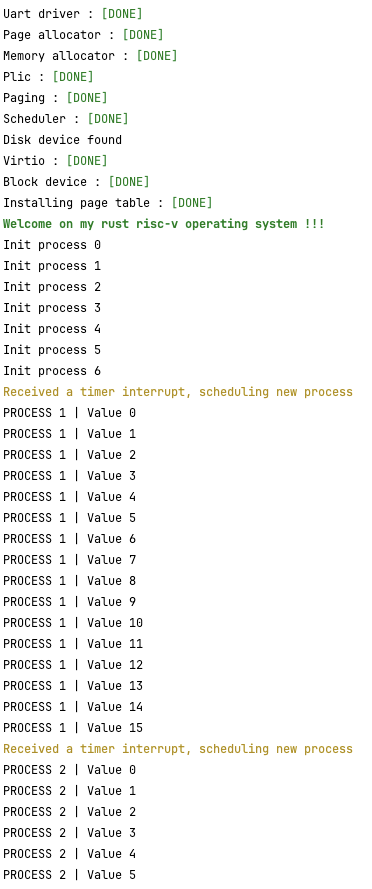 Uart driver : [DONE]
Page allocator : [DONE]
Memory allocator : [DONE]
Plic : [DONE]
Paging : [DONE]
Scheduler : [DONE]
Disk device found
Virtio : [DONE]
Block device : [DONE]
Installing page table : [DONE]
Welcome on my rust risc-v operating system !!!
Init process 0
Init process 1
Init process 2
Init process 3
Init process 4
Init process 5
Init process 6
Received a timer interrupt, scheduling new process
PROCESS 1 | Value 0
PROCESS 1 | Value 1
PROCESS 1 | Value 2
PROCESS 1 | Value 3
PROCESS 1 | Value 4
PROCESS 1 | Value 5
PROCESS 1 | Value 6
PROCESS 1 | Value 7
PROCESS 1 | Value 8
PROCESS 1 | Value 9
PROCESS 1 | Value 10
PROCESS 1 | Value 11
PROCESS 1 | Value 12
PROCESS 1 | Value 13
PROCESS 1 | Value 14
PROCESS 1 | Value 15
Received a timer interrupt, scheduling new process
PROCESS 2 | Value 0
PROCESS 2 | Value 1
PROCESS 2 | Value 2
PROCESS 2 | Value 3
PROCESS 2 | Value 4
PROCESS 2 | Value 5